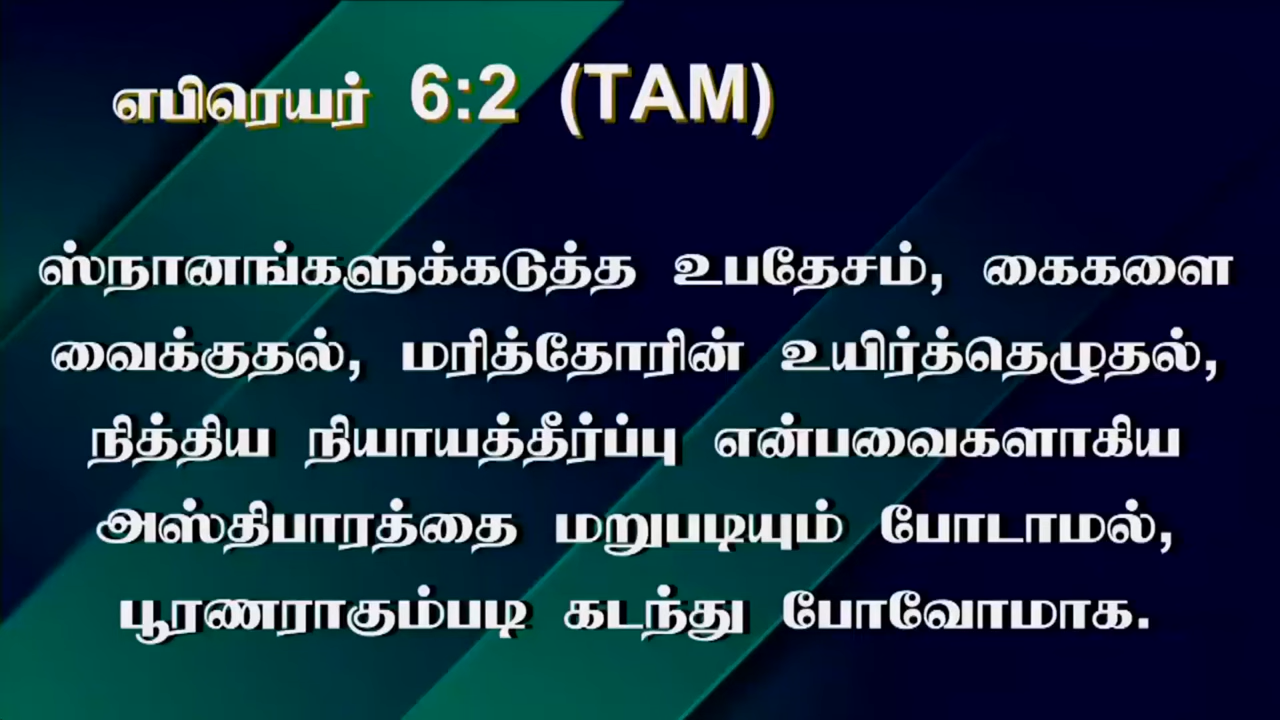 எபிரெயர் 6:2 (TAM)
ஸ்நானங்களுக்கடுத்த உபதேசம், கைகளை
வைக்குதல், மரித்தோரின் உயிர்த்தெழுதல்,
நித்திய நியாயத்தீர்ப்பு என்பவைகளாகிய
அஸ்திபாரத்தை மறுபடியும் போடாமல்,
பூரணராகும்படி கடந்து போவோமாக.